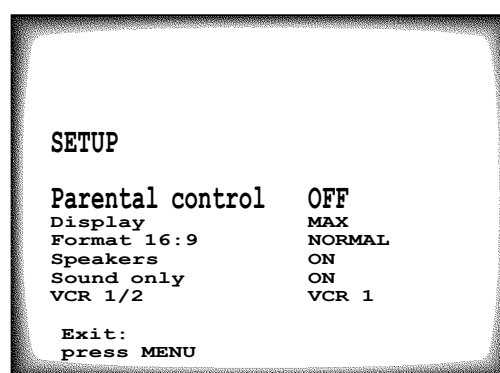 SETUP
Parental control OFF
Display MAX
Format 16:9 NORMAL
Speakers ON
Sound only ON
VCR 1/2 VCR 1
Exit:
press MENU